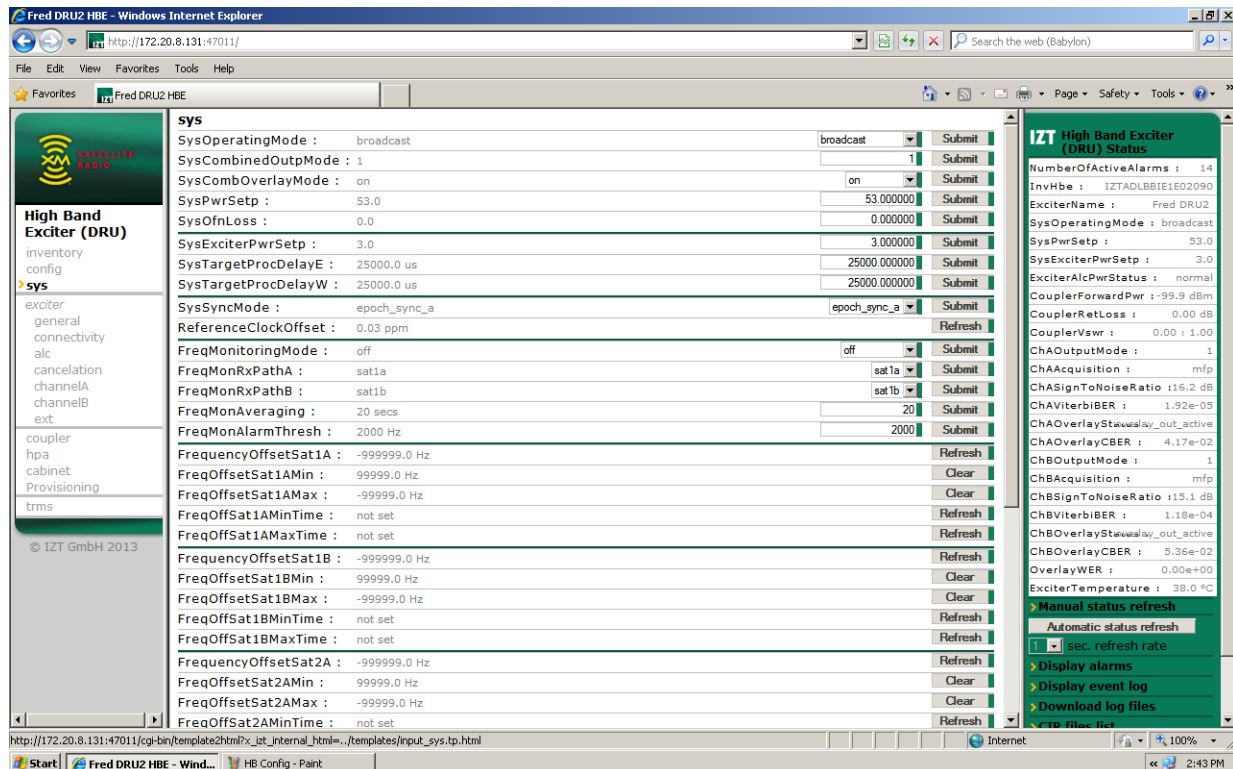 Fred DRU2 HBE - Windows Internet Explorer
http://172.20.8.131:47011/
Search the web (Babylon)
File Edit View Favorites Tools Help
Favorites Fred DRU2 HBE
Page Safety Tools
XM SATELLITE RADIO
High Band
Exciter (DRU)
inventory
config
sys
exciter
general
connectivity
alc
cancelation
channelA
channelB
ext
coupler
hpa
cabinet
Provisioning
trms
© IZT GmbH 2013
sys
SysOperatingMode : broadcast broadcast Submit
SysCombinedOutpMode : 1 1 Submit
SysCombOverlayMode : on on Submit
SysPwrSetp : 53.0 53.000000 Submit
SysOfnLoss : 0.0 0.000000 Submit
SysExciterPwrSetp : 3.0 3.000000 Submit
SysTargetProcDelayE : 25000.0 us 25000.000000 Submit
SysTargetProcDelayW : 25000.0 us 25000.000000 Submit
SysSyncMode : epoch_sync_a epoch_sync_a Submit
ReferenceClockOffset : 0.03 ppm Refresh
FreqMonitoringMode : off off Submit
FreqMonRxPathA : sat1a sat1a Submit
FreqMonRxPathB : sat1b sat1b Submit
FreqMonAveraging : 20 secs 20 Submit
FreqMonAlarmThresh : 2000 Hz 2000 Submit
FrequencyOffsetSat1A : -999999.0 Hz Refresh
FreqOffsetSat1AMin : 99999.0 Hz Clear
FreqOffsetSat1AMax : -99999.0 Hz Clear
FreqOffSat1AMinTime : not set Refresh
FreqOffSat1AMaxTime : not set Refresh
FrequencyOffsetSat1B : -999999.0 Hz Refresh
FreqOffsetSat1BMin : 99999.0 Hz Clear
FreqOffsetSat1BMax : -99999.0 Hz Clear
FreqOffSat1BMinTime : not set Refresh
FreqOffSat1BMaxTime : not set Refresh
FrequencyOffsetSat2A : -999999.0 Hz Refresh
FreqOffsetSat2AMin : 99999.0 Hz Clear
FreqOffsetSat2AMax : -99999.0 Hz Clear
FreqOffSat2AMinTime : not set Refresh
IZT High Band Exciter
(DRU) Status
NumberOfActiveAlarms : 14
InvHbe : IZTADLBBIE1E02090
ExciterName : Fred DRU2
SysOperatingMode : broadcast
SysPwrSetp : 53.0
SysExciterPwrSetp : 3.0
ExciterAlcPwrStatus : normal
CouplerForwardPwr : -99.9 dBm
CouplerRetLoss : 0.00 dB
CouplerVswr : 0.00 : 1.00
ChAOutputMode : 1
ChAAcquisition : mfp
ChASignToNoiseRatio :16.2 dB
ChAViterbiBER : 1.92e-05
ChAOverlay out_active
ChAOverlayCBER : 4.17e-02
ChBOutputMode : 1
ChBAcquisition : mfp
ChBSignToNoiseRatio :15.1 dB
ChBViterbiBER : 1.18e-04
ChBOverlay out_active
ChBOverlayCBER : 5.36e-02
OverlayWER : 0.00e+00
ExciterTemperature : 38.0 °C
Manual status refresh
Automatic status refresh
1 sec. refresh rate
Display alarms
Display event log
Download log files
CTR files list
http://172.20.8.131:47011/cgi-bin/template2html?x_izt_internal_html=../templates/input_sys.tp.html
Internet 100%
Start Fred DRU2 HBE - Wind... HB Config - Paint 2:43 PM